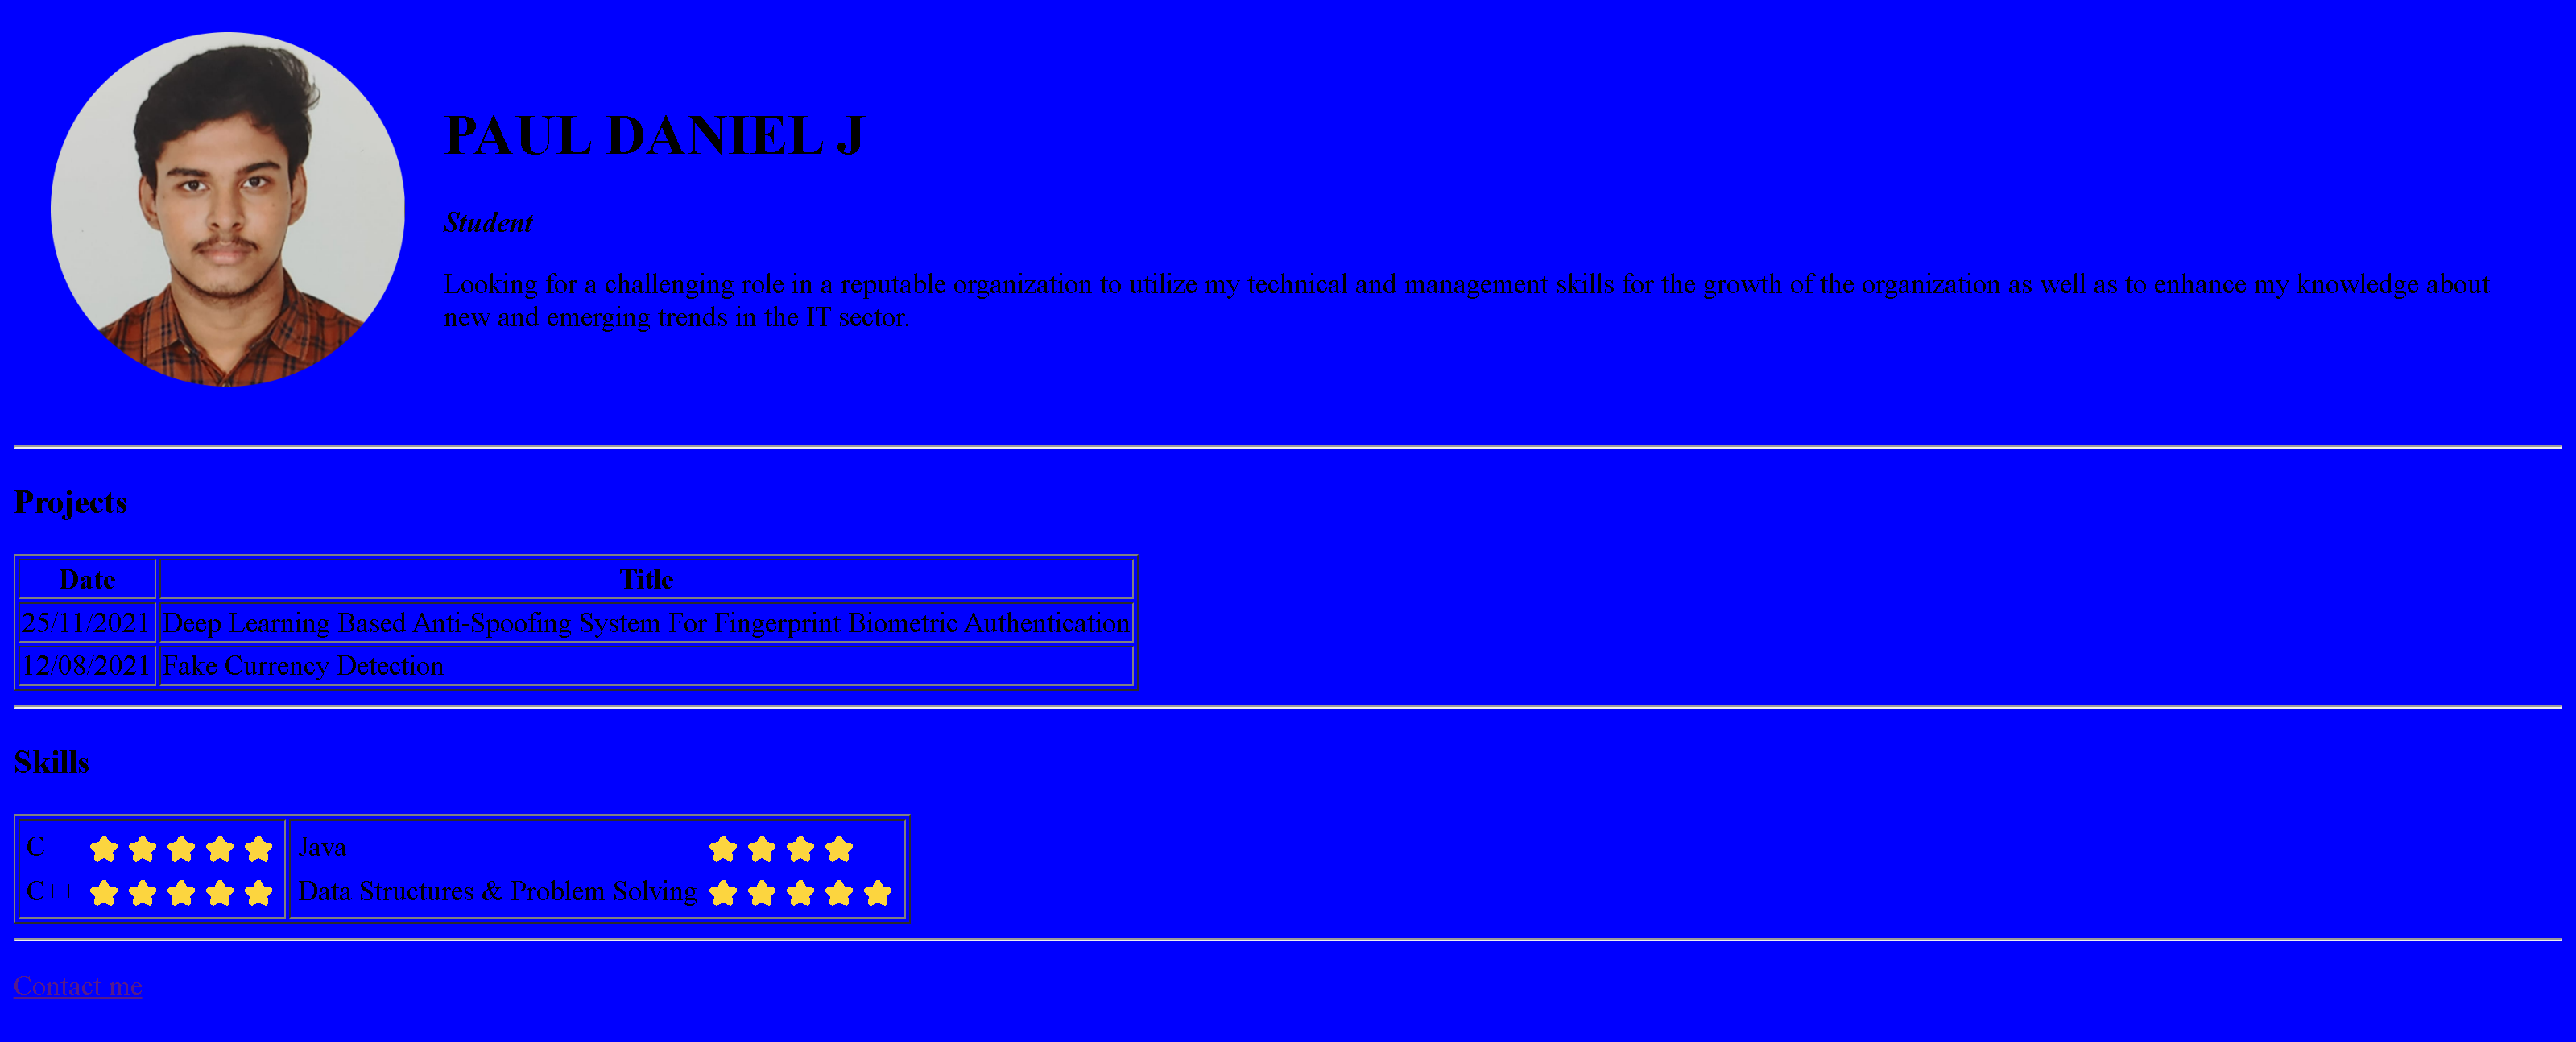 PAUL DANIEL J
Student
Looking for a challenging role in a reputable organization to utilize my technical and management skills for the growth of the organization as well as to enhance my knowledge about
new and emerging trends in the IT sector.
Projects
Date Title
25/11/2021 Deep Learning Based Anti-Spoofing System For Fingerprint Biometric Authentication
12/08/2021 Fake Currency Detection
Skills
C Java
C++ Data Structures & Problem Solving
Contact me